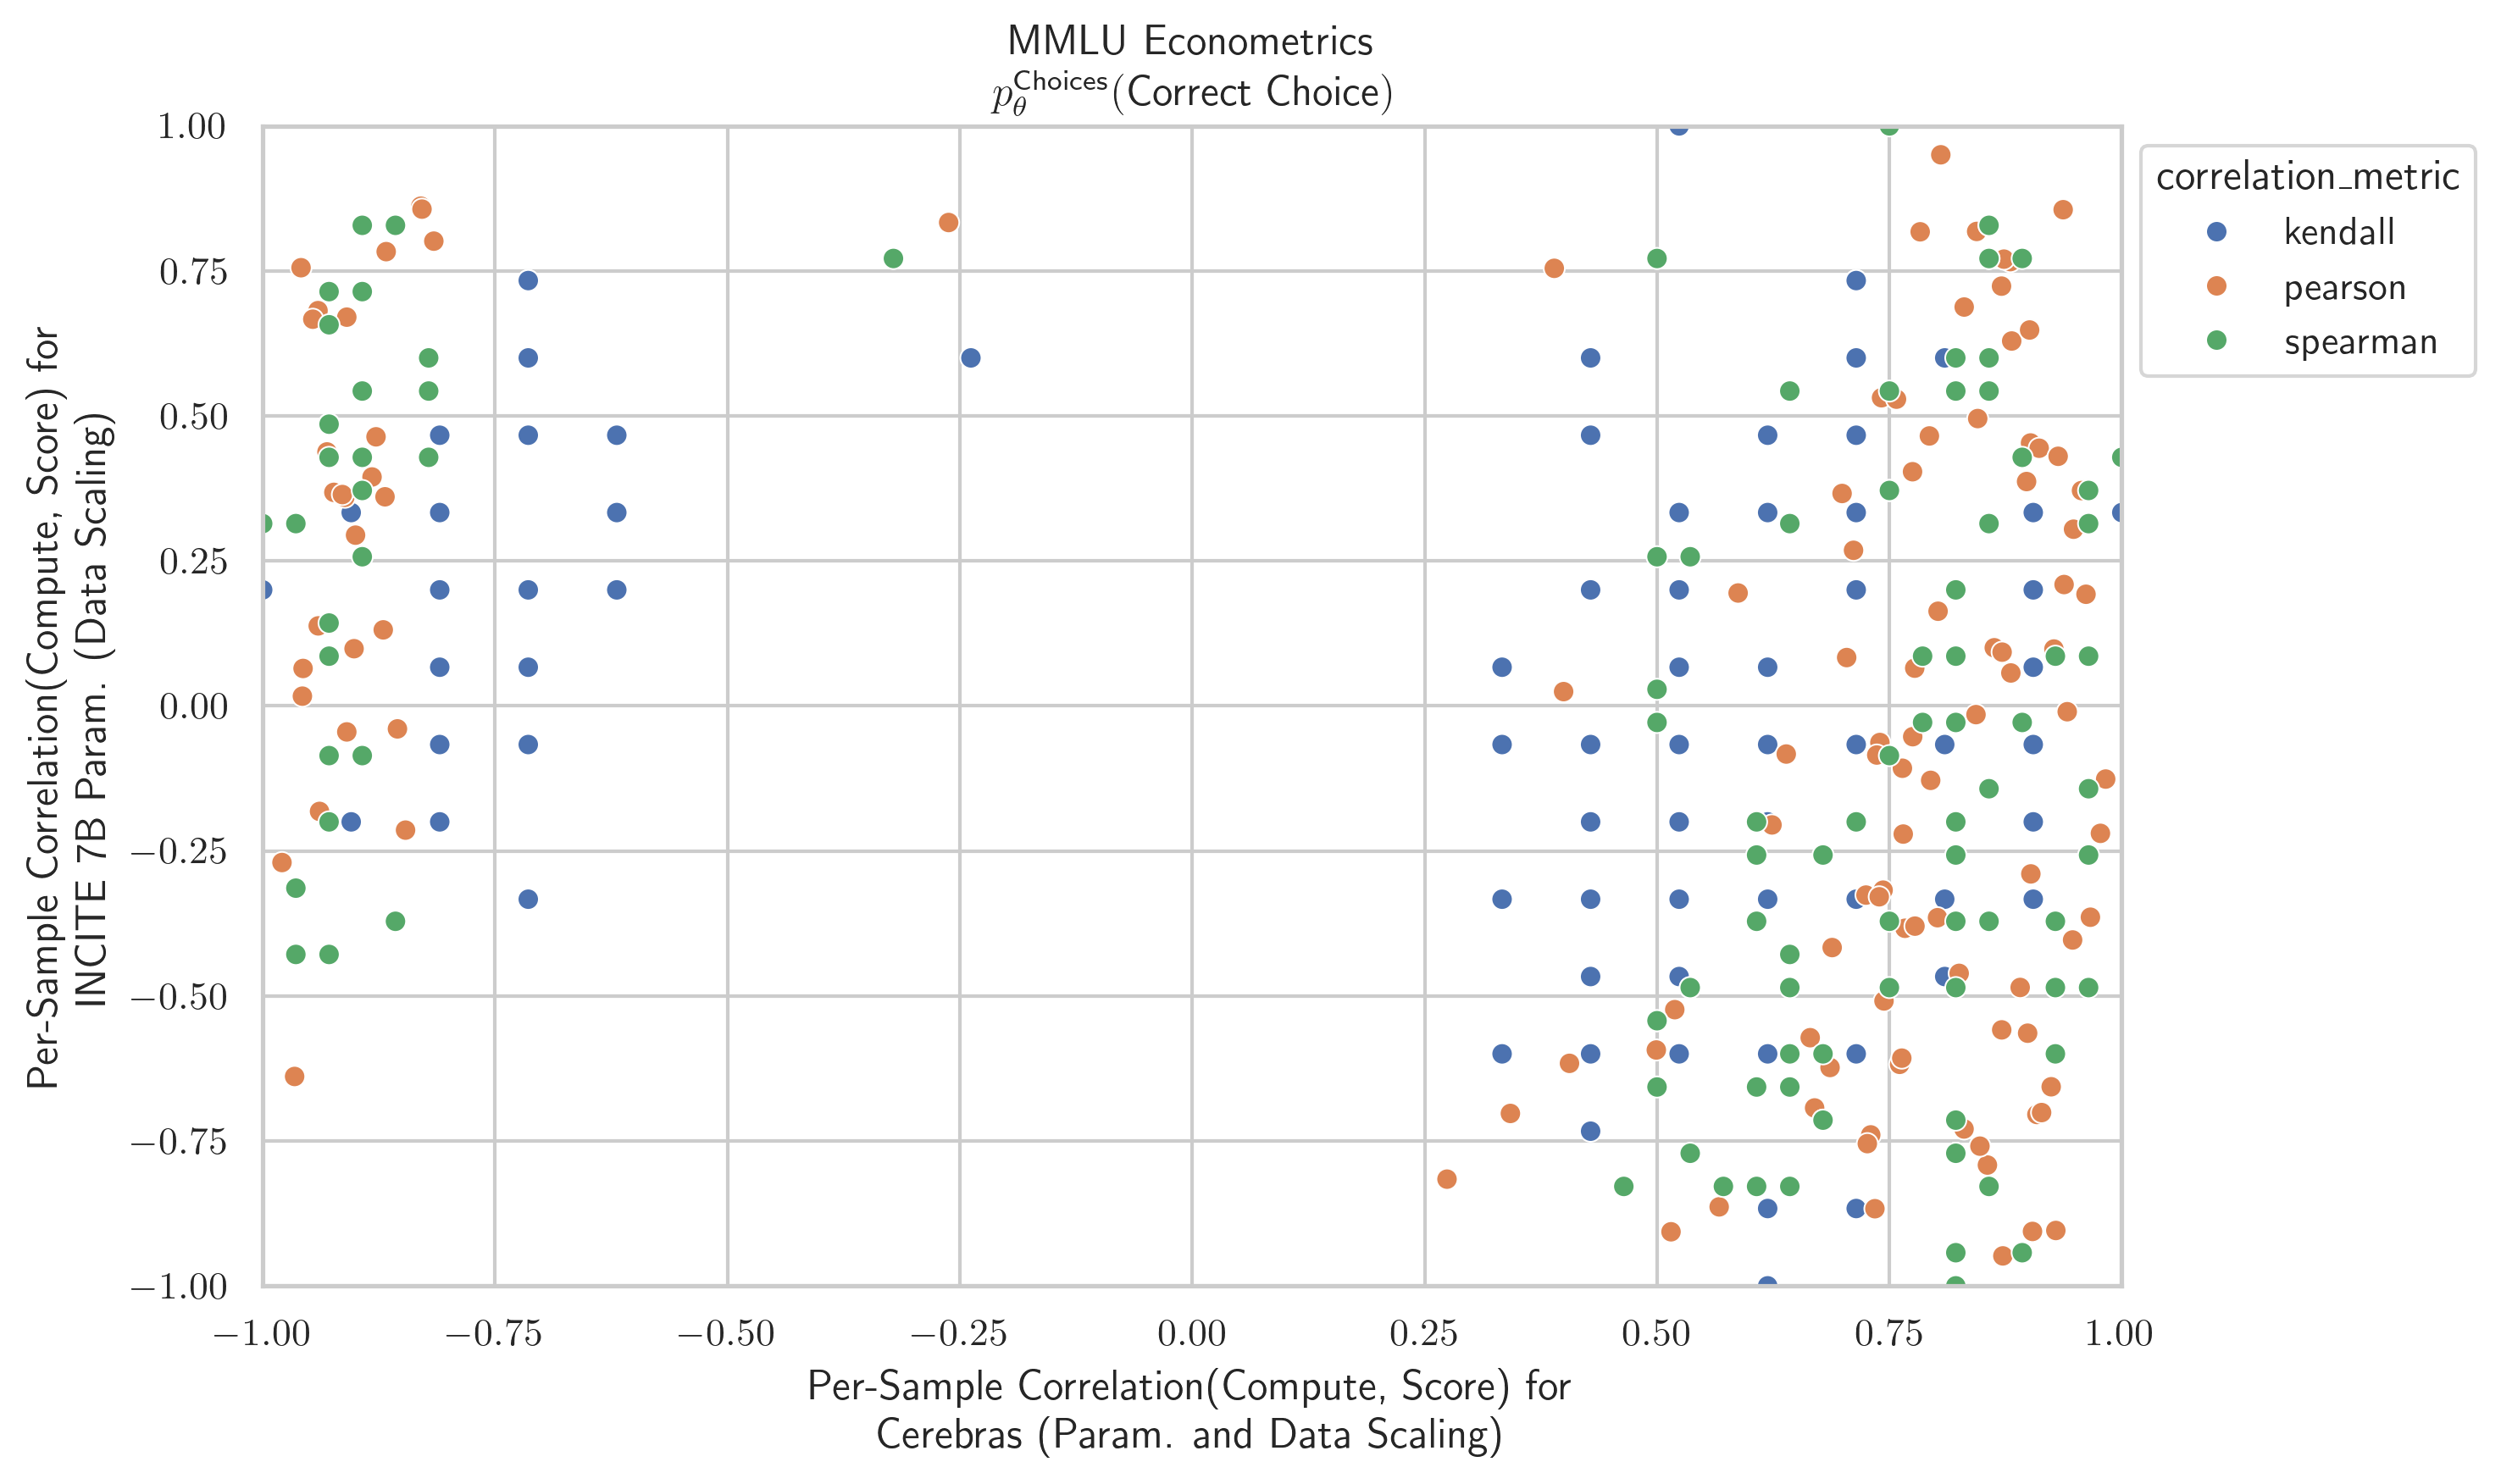 MMLU Econometrics
p_θ^Choices(Correct Choice)
1.00
0.75
0.50
0.25
0.00
−0.25
−0.50
−0.75
−1.00
Per-Sample Correlation(Compute, Score) for
INCITE 7B Param. (Data Scaling)
−1.00
−0.75
−0.50
−0.25
0.00
0.25
0.50
0.75
1.00
Per-Sample Correlation(Compute, Score) for
Cerebras (Param. and Data Scaling)
correlation_metric
kendall
pearson
spearman